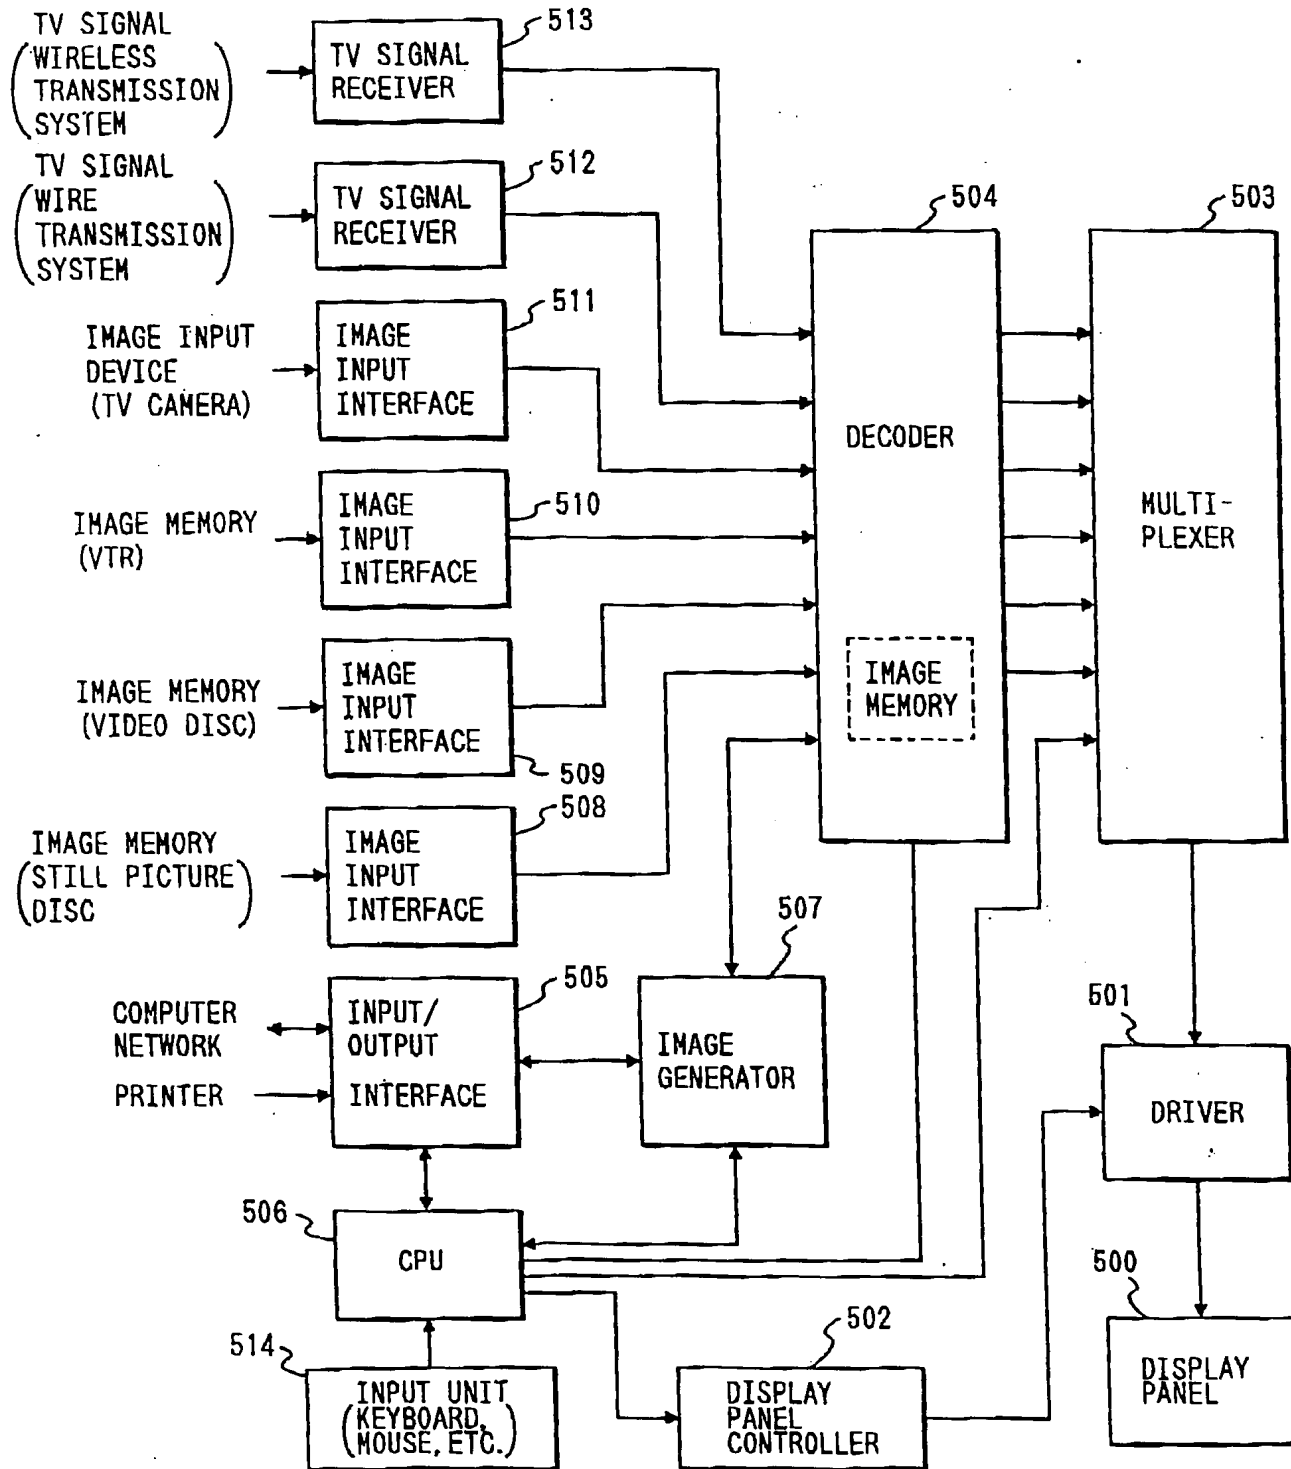 TV SIGNAL
(WIRELESS
TRANSMISSION
SYSTEM)
TV SIGNAL
RECEIVER
513
TV SIGNAL
(WIRE
TRANSMISSION
SYSTEM)
TV SIGNAL
RECEIVER
512
IMAGE INPUT
DEVICE
(TV CAMERA)
IMAGE
INPUT
INTERFACE
511
IMAGE MEMORY
(VTR)
IMAGE
INPUT
INTERFACE
510
IMAGE MEMORY
(VIDEO DISC)
IMAGE
INPUT
INTERFACE
509
IMAGE MEMORY
(STILL PICTURE
DISC)
IMAGE
INPUT
INTERFACE
508
504
DECODER
IMAGE
MEMORY
503
MULTI-
PLEXER
COMPUTER
NETWORK
PRINTER
INPUT/
OUTPUT
INTERFACE
505
507
IMAGE
GENERATOR
501
DRIVER
506
CPU
500
DISPLAY
PANEL
514
INPUT UNIT
(KEYBOARD,
MOUSE, ETC.)
502
DISPLAY
PANEL
CONTROLLER